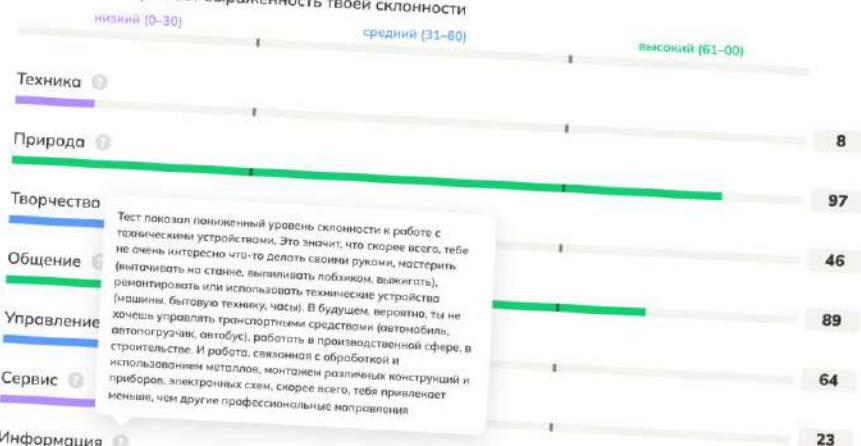 выраженность твоей склонности
низкий (0–30)
средний (31–60)
высокий (61–00)
Техника ?
8
Природа ?
97
Творчество
46
Общение
89
Управление
64
Сервис ?
23
Информация ?
Тест показал пониженный уровень склонности к работе с
техническими устройствами. Это значит, что скорее всего, тебе
не очень интересно что-то делать своими руками, мастерить
(вытачивать на станке, выпиливать лобзиком, выжигать),
ремонтировать или использовать технические устройства
(машины, бытовую технику, часы). В будущем, вероятно, ты не
хочешь управлять транспортными средствами (автомобиль,
автопогрузчик, автобус), работать в производственной сфере, в
строительстве. И работа, связанная с обработкой и
использованием металлов, монтажем различных конструкций и
приборов, электронных схем, скорее всего, тебя привлекает
меньше, чем другие профессиональные направления